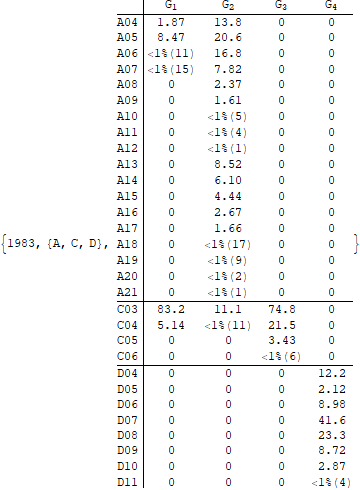 G1 G2 G3 G4
A04 1.87 13.8 0 0
A05 8.47 20.6 0 0
A06 <1%(11) 16.8 0 0
A07 <1%(15) 7.82 0 0
A08 0 2.37 0 0
A09 0 1.61 0 0
A10 0 <1%(5) 0 0
A11 0 <1%(4) 0 0
A12 0 <1%(1) 0 0
A13 0 8.52 0 0
A14 0 6.10 0 0
A15 0 4.44 0 0
A16 0 2.67 0 0
A17 0 1.66 0 0
{1983, {A, C, D}, A18 0 <1%(17) 0 0 }
A19 0 <1%(9) 0 0
A20 0 <1%(2) 0 0
A21 0 <1%(1) 0 0
C03 83.2 11.1 74.8 0
C04 5.14 <1%(11) 21.5 0
C05 0 0 3.43 0
C06 0 0 <1%(6) 0
D04 0 0 0 12.2
D05 0 0 0 2.12
D06 0 0 0 8.98
D07 0 0 0 41.6
D08 0 0 0 23.3
D09 0 0 0 8.72
D10 0 0 0 2.87
D11 0 0 0 <1%(4)